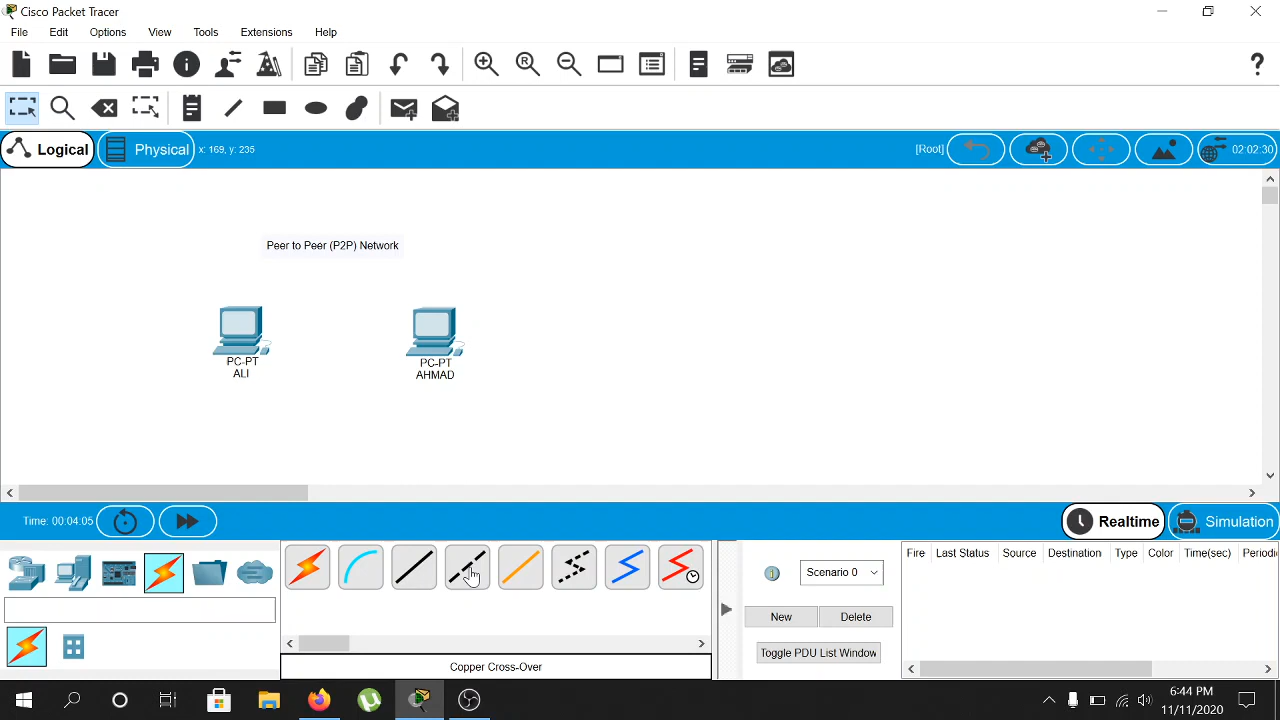 Cisco Packet Tracer
File Edit Options View Tools Extensions Help
R
?
Logical Physical x: 169, y: 235 [Root] 02:02:30
Peer to Peer (P2P) Network
PC-PT
ALI
PC-PT
AHMAD
Time: 00:04:05 Realtime Simulation
Fire Last Status Source Destination Type Color Time(sec) Periodi
Scenario 0
New Delete
Toggle PDU List Window
Copper Cross-Over
6:44 PM
11/11/2020